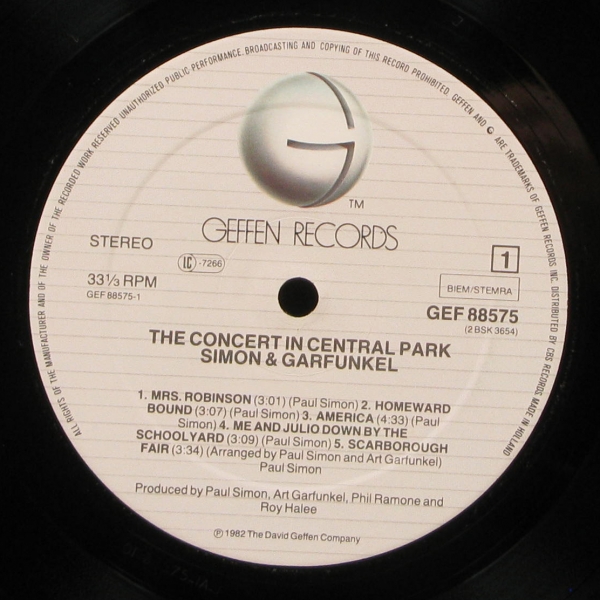 ALL RIGHTS OF THE MANUFACTURER AND OF THE OWNER OF THE RECORDED WORK RESERVED UNAUTHORIZED PUBLIC PERFORMANCE. BROADCASTING AND COPYING OF THIS RECORD PROHIBITED. GEFFEN AND G ARE TRADEMARKS OF GEFFEN RECORDS INC. DISTRIBUTED BY CBS RECORDS MADE IN HOLLAND
TM
GEFFEN RECORDS
STEREO
1
IC -7266
33⅓ RPM
GEF 88575-1
BIEM/STEMRA
GEF 88575
(2 BSK 3654)
THE CONCERT IN CENTRAL PARK
SIMON & GARFUNKEL
1. MRS. ROBINSON (3:01) (Paul Simon) 2. HOMEWARD
BOUND (3:07) (Paul Simon) 3. AMERICA (4:33) (Paul
Simon) 4. ME AND JULIO DOWN BY THE
SCHOOLYARD (3:09) (Paul Simon) 5. SCARBOROUGH
FAIR (3:34) (Arranged by Paul Simon and Art Garfunkel)
Paul Simon
Produced by Paul Simon, Art Garfunkel, Phil Ramone and
Roy Halee
℗ 1982 The David Geffen Company